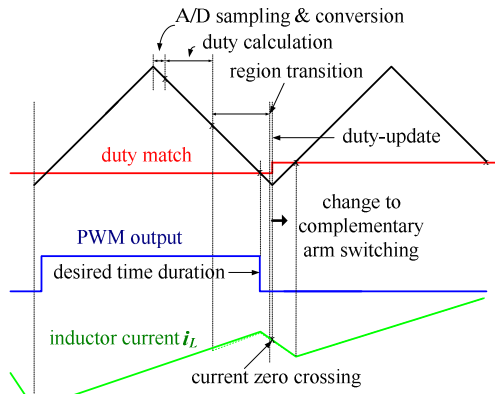 A/D sampling & conversion
duty calculation
region transition
duty-update
duty match
change to
complementary
arm switching
PWM output
desired time duration
inductor current iL
current zero crossing